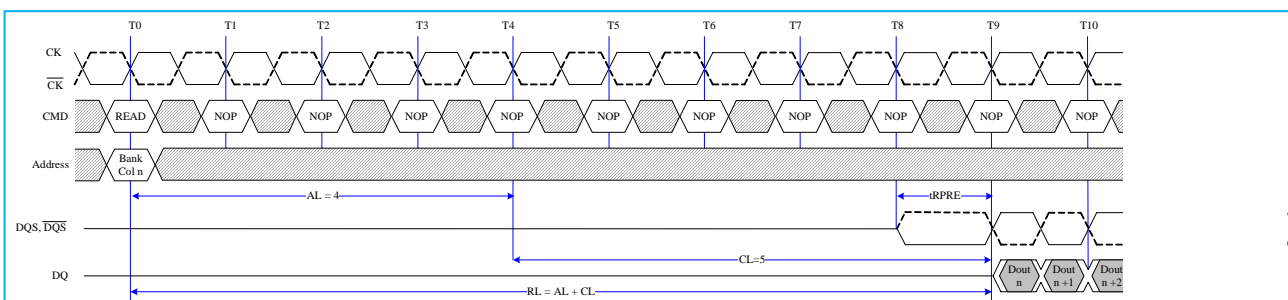 T0 T1 T2 T3 T4 T5 T6 T7 T8 T9 T10
CK
CK
CMD READ NOP NOP NOP NOP NOP NOP NOP NOP NOP NOP
Address Bank
Col n
AL = 4 tRPRE
DQS, DQS
CL=5
DQ Dout Dout Dout
n n +1 n +2
RL = AL + CL